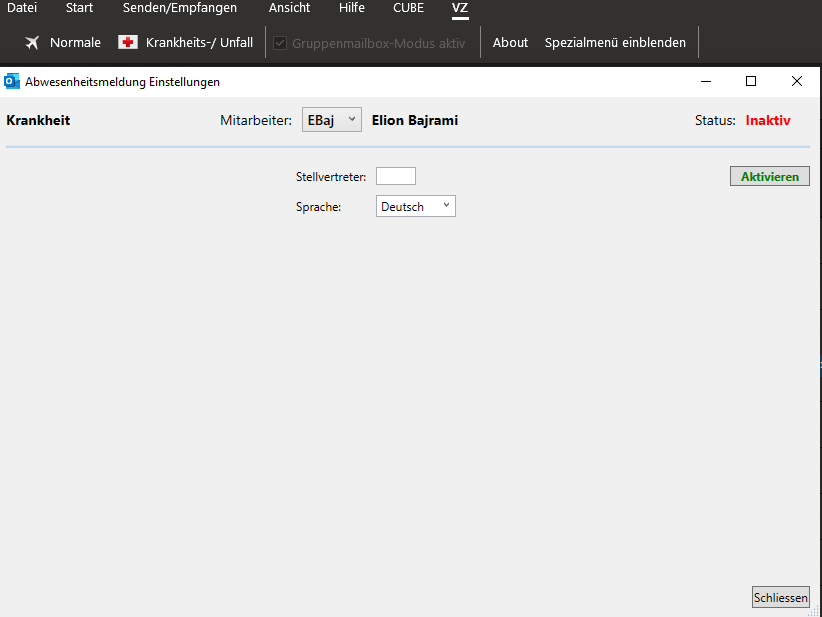 Datei Start Senden/Empfangen Ansicht Hilfe CUBE VZ
Normale Krankheits-/ Unfall Gruppenmailbox-Modus aktiv About Spezialmenü einblenden
Abwesenheitsmeldung Einstellungen
Krankheit Mitarbeiter: EBaj Elion Bajrami Status: Inaktiv
Stellvertreter: Aktivieren
Sprache: Deutsch
Schliessen